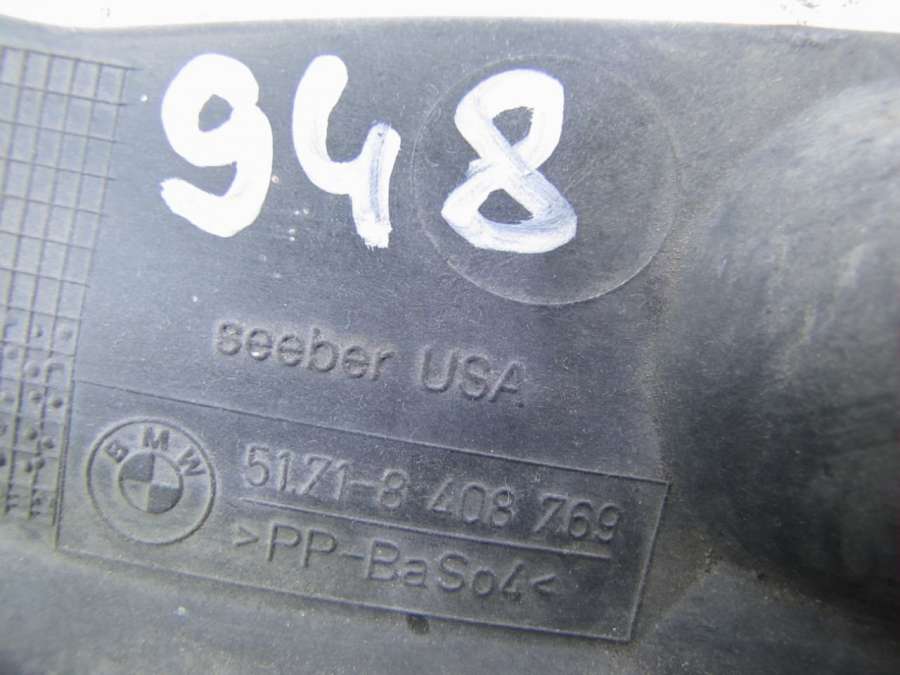 948
seeber USA
BMW
51.71-8 408 769
>PP-BaSo4<